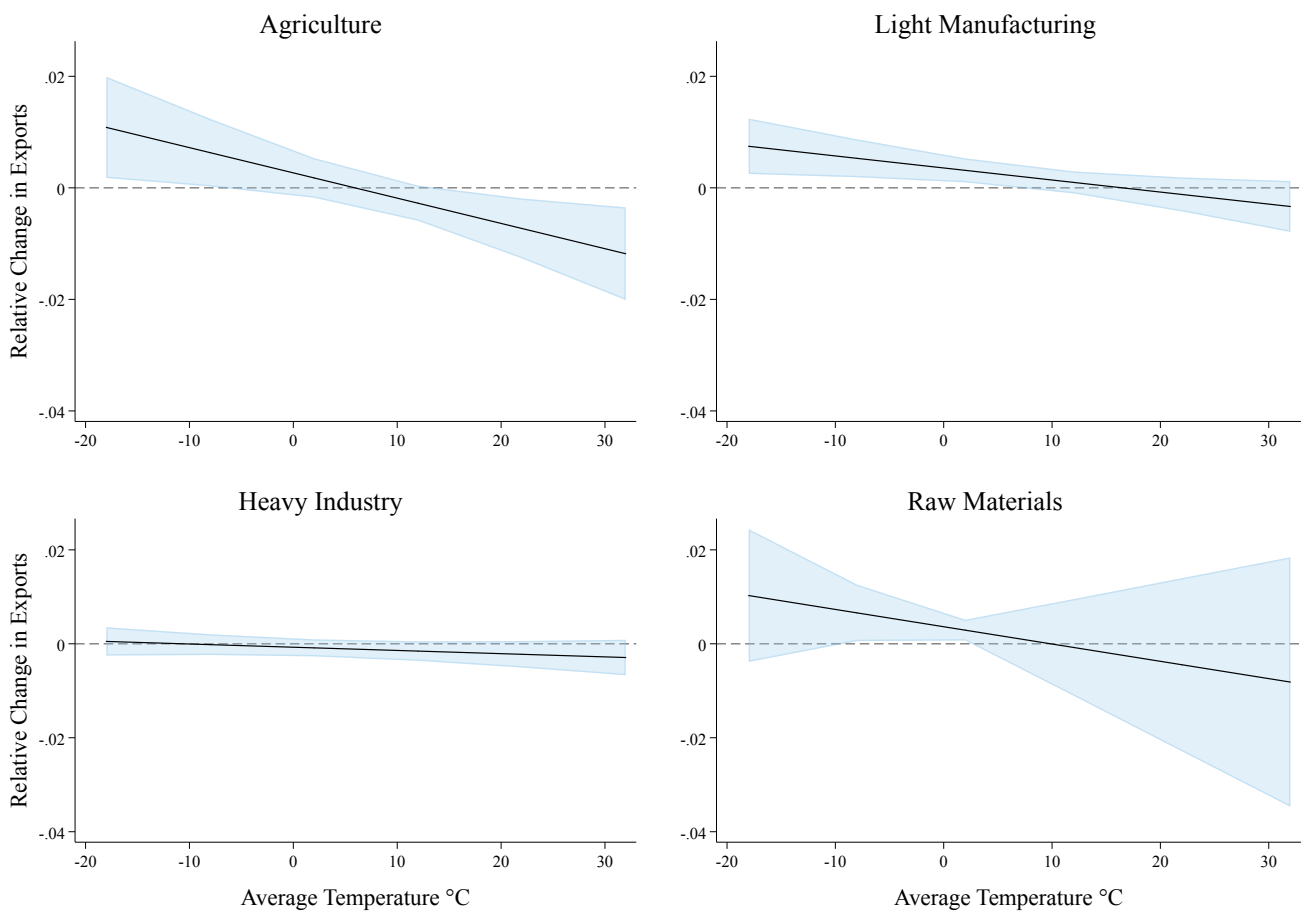 Agriculture
Relative Change in Exports
.02
0
-.02
-.04
-20 -10 0 10 20 30
Light Manufacturing
.02
0
-.02
-.04
-20 -10 0 10 20 30
Heavy Industry
Relative Change in Exports
.02
0
-.02
-.04
-20 -10 0 10 20 30
Average Temperature °C
Raw Materials
.02
0
-.02
-.04
-20 -10 0 10 20 30
Average Temperature °C